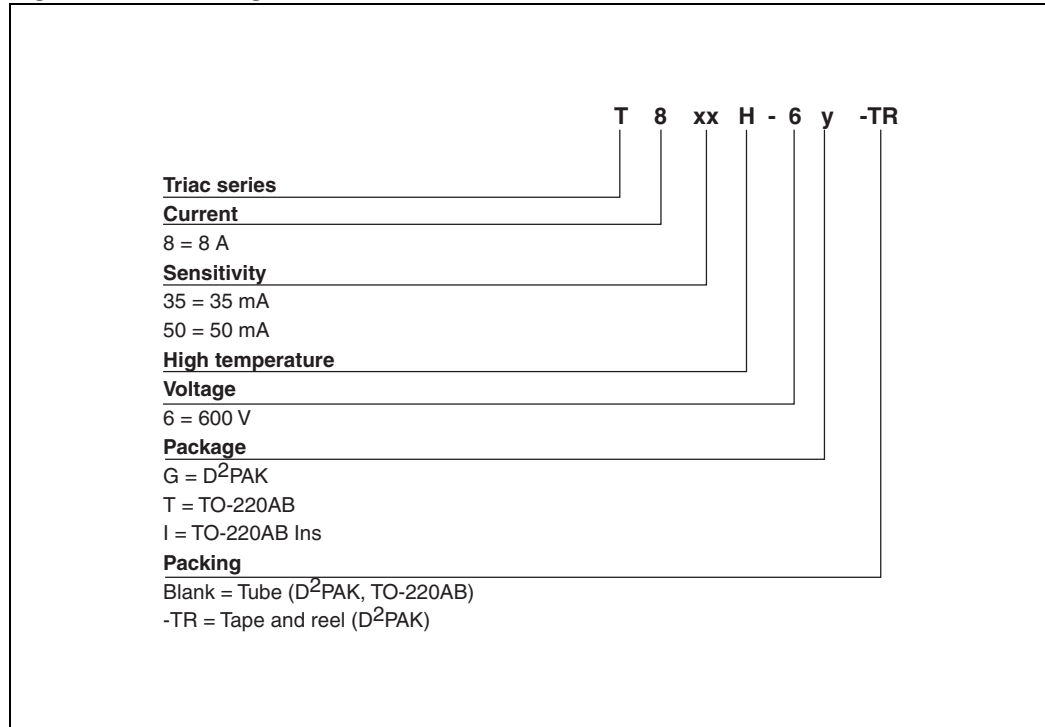 T 8 xx H - 6 y -TR
Triac series
Current
8 = 8 A
Sensitivity
35 = 35 mA
50 = 50 mA
High temperature
Voltage
6 = 600 V
Package
G = D²PAK
T = TO-220AB
I = TO-220AB Ins
Packing
Blank = Tube (D²PAK, TO-220AB)
-TR = Tape and reel (D²PAK)